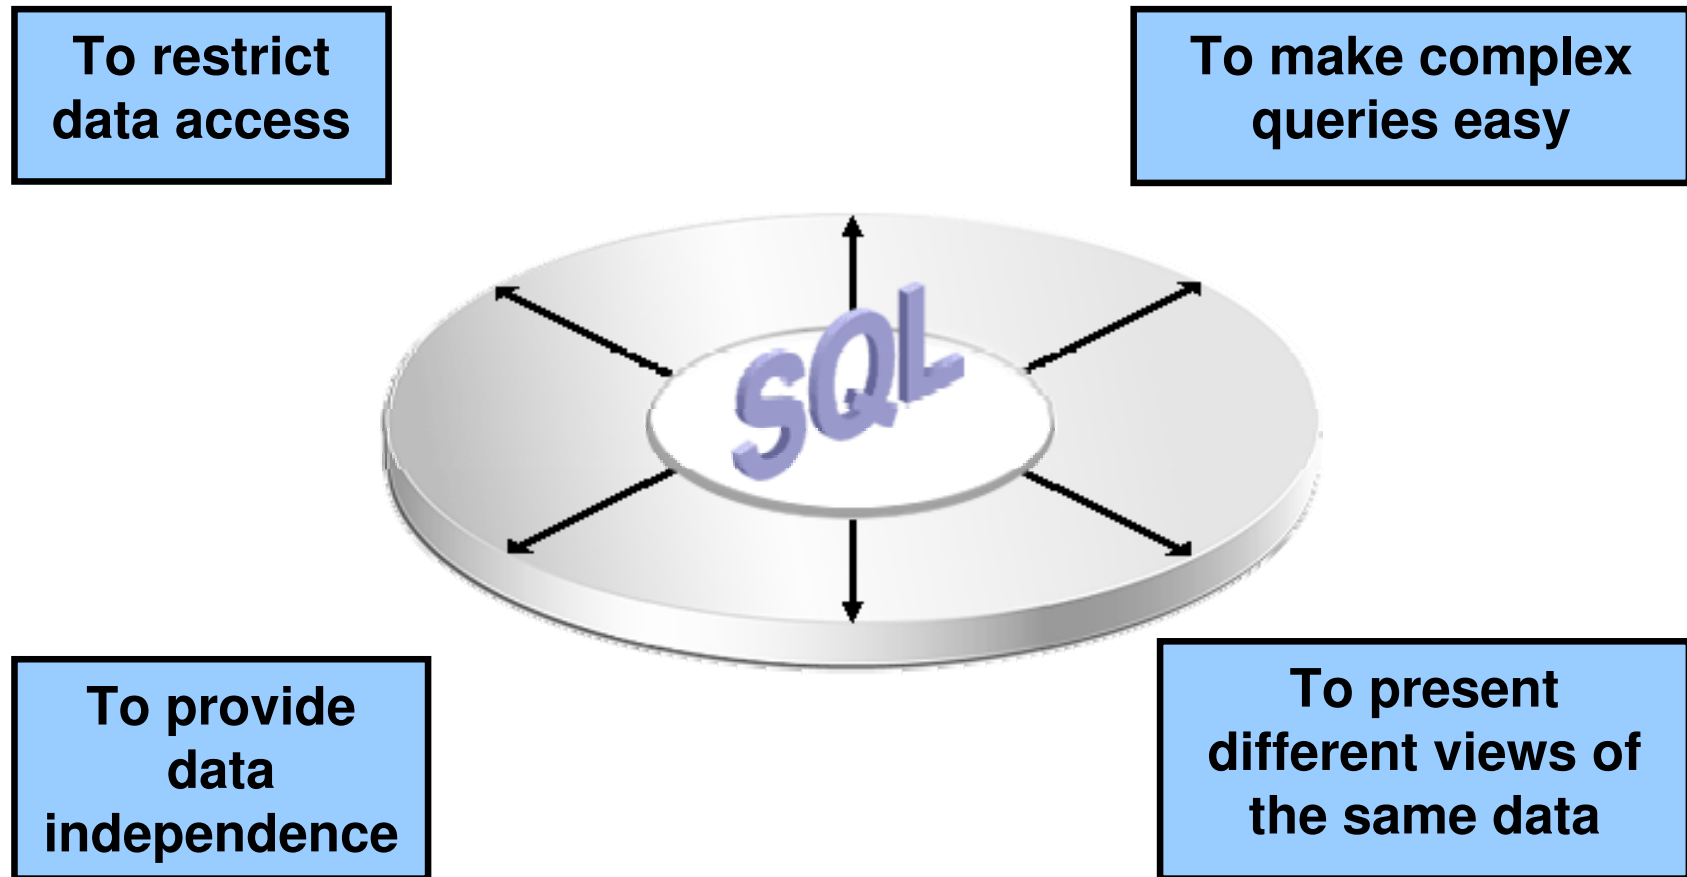 To restrict
data access
To make complex
queries easy
SQL
To provide
data
independence
To present
different views of
the same data